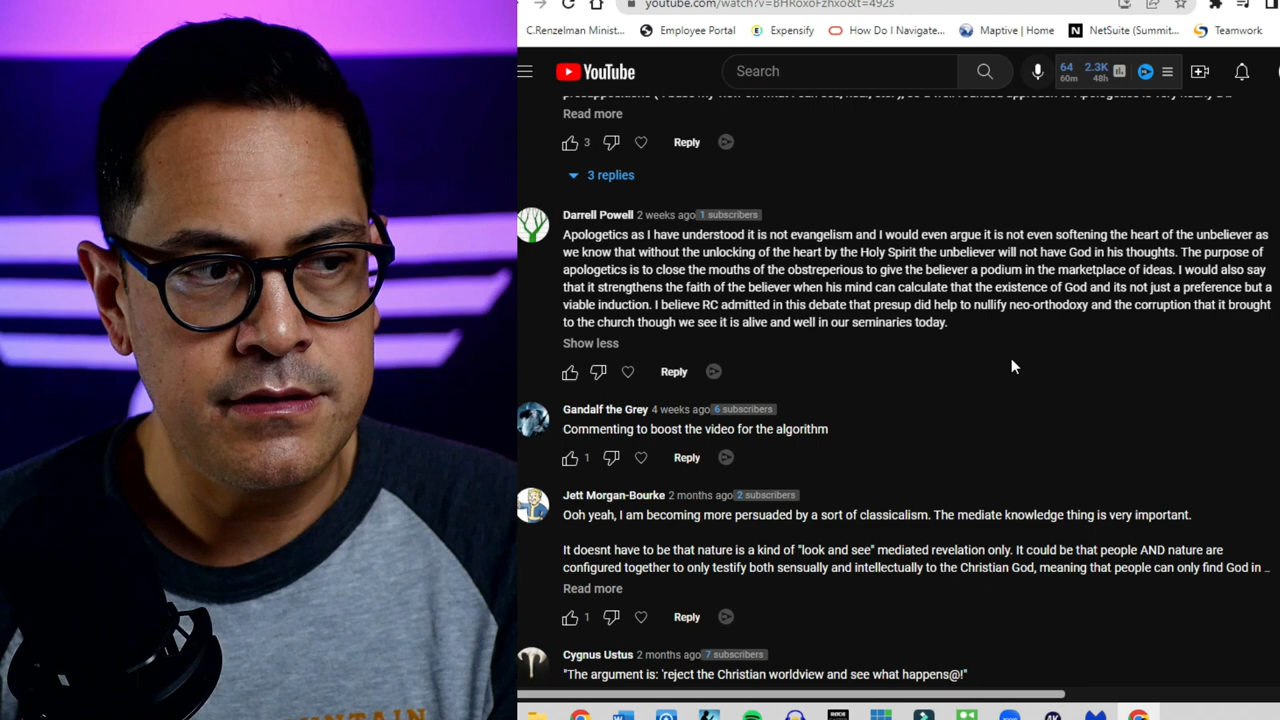 youtube.com/watch?v=BHRoxoFzhxo&t=492s
C.Renzelman Minist... Employee Portal Expensify How Do I Navigate... Maptive | Home NetSuite (Summit... Teamwork
YouTube Search 64 60m 2.3K 48h
Read more
3 Reply
3 replies
Darrell Powell 2 weeks ago 1 subscribers
Apologetics as I have understood it is not evangelism and I would even argue it is not even softening the heart of the unbeliever as
we know that without the unlocking of the heart by the Holy Spirit the unbeliever will not have God in his thoughts. The purpose of
apologetics is to close the mouths of the obstreperious to give the believer a podium in the marketplace of ideas. I would also say
that it strengthens the faith of the believer when his mind can calculate that the existence of God and its not just a preference but a
viable induction. I believe RC admitted in this debate that presup did help to nullify neo-orthodoxy and the corruption that it brought
to the church though we see it is alive and well in our seminaries today.
Show less
Reply
Gandalf the Grey 4 weeks ago 6 subscribers
Commenting to boost the video for the algorithm
1 Reply
Jett Morgan-Bourke 2 months ago 2 subscribers
Ooh yeah, I am becoming more persuaded by a sort of classicalism. The mediate knowledge thing is very important.
It doesnt have to be that nature is a kind of "look and see" mediated revelation only. It could be that people AND nature are
configured together to only testify both sensually and intellectually to the Christian God, meaning that people can only find God in ...
Read more
1 Reply
Cygnus Ustus 2 months ago 7 subscribers
"The argument is: 'reject the Christian worldview and see what happens@!"